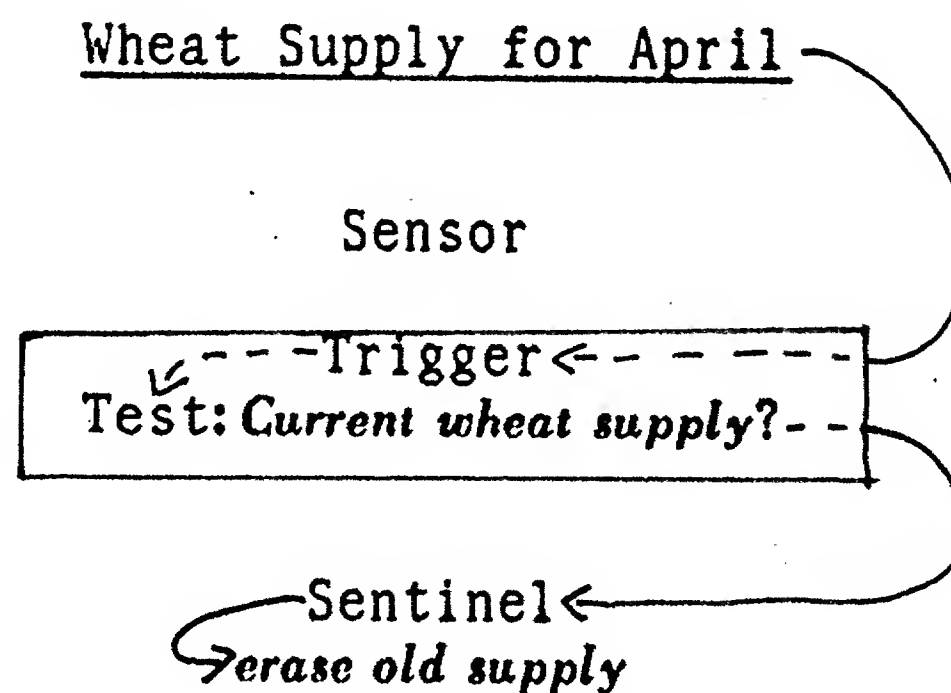 Wheat Supply for April
Sensor
Trigger
Test: Current wheat supply?
Sentinel
erase old supply